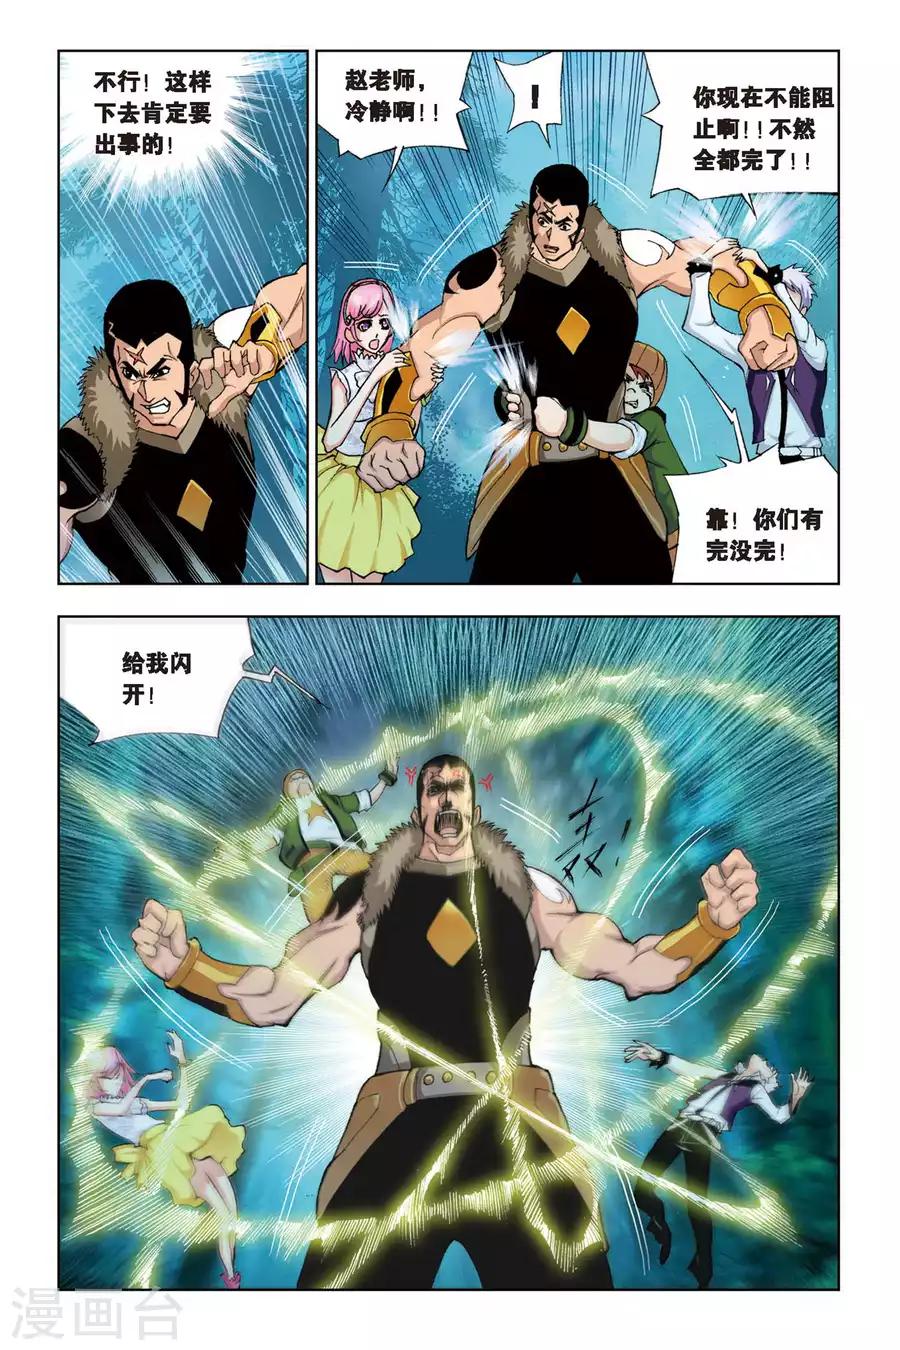 不行！这样
下去肯定要
出事的！
赵老师，
冷静啊！！
！
你现在不能阻
止啊！！不然
全都完了！！
靠！你们有
完没完！
给我闪
开！
漫画台